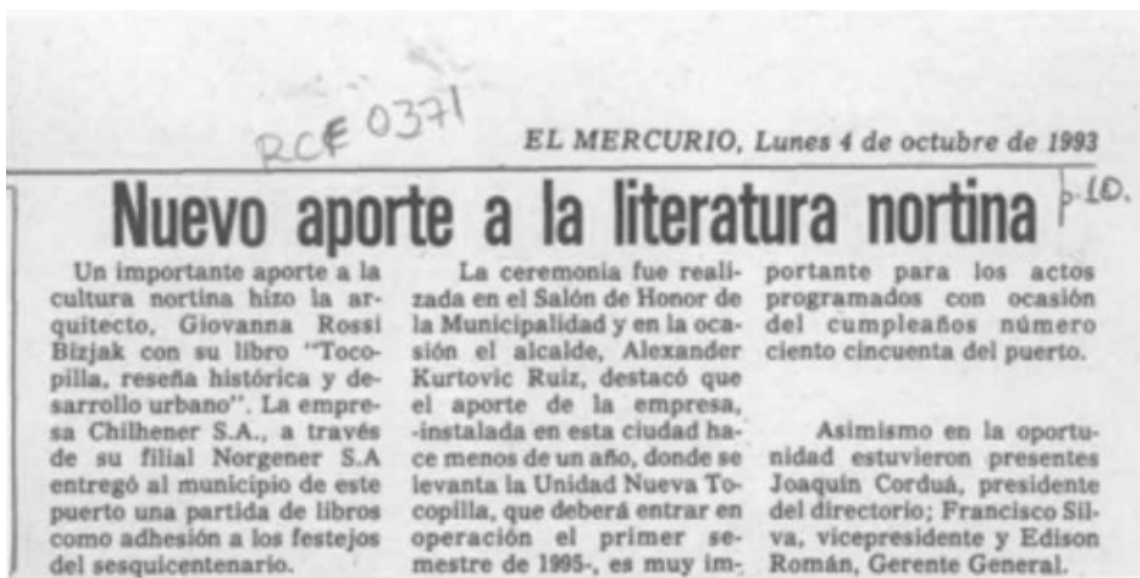 RCE 0371
EL MERCURIO, Lunes 4 de octubre de 1993
Nuevo aporte a la literatura nortina
p-10.
Un importante aporte a la
cultura nortina hizo la ar-
quitecto, Giovanna Rossi
Bizjak con su libro "Toco-
pilla, reseña histórica y de-
sarrollo urbano". La empre-
sa Chilhener S.A., a través
de su filial Norgener S.A
entregó al municipio de este
puerto una partida de libros
como adhesión a los festejos
del sesquicentenario.
La ceremonia fue reali-
zada en el Salón de Honor de
la Municipalidad y en la oca-
sión el alcalde, Alexander
Kurtovic Ruiz, destacó que
el aporte de la empresa,
-instalada en esta ciudad ha-
ce menos de un año, donde se
levanta la Unidad Nueva To-
copilla, que deberá entrar en
operación el primer se-
mestre de 1995-, es muy im-
portante para los actos
programados con ocasión
del cumpleaños número
ciento cincuenta del puerto.
Asimismo en la oportu-
nidad estuvieron presentes
Joaquín Corduá, presidente
del directorio; Francisco Sil-
va, vicepresidente y Edison
Román, Gerente General.